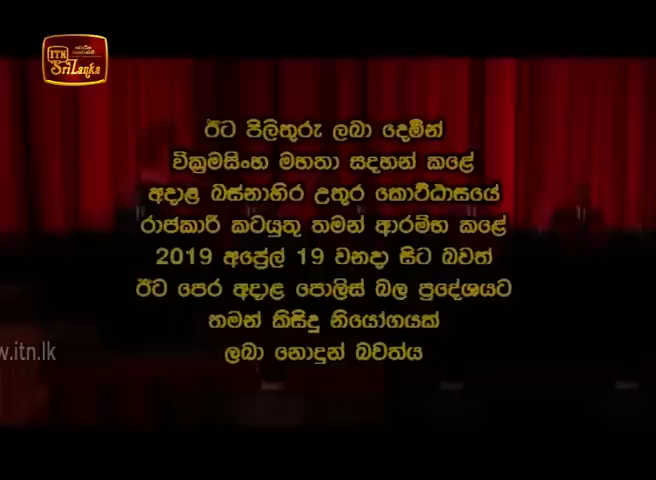 ITN
SriLanka
ඊට පිලිතුරු ලබා දෙමින්
වික්‍රමසිංහ මහතා සදහන් කළේ
අදාළ බස්නාහිර උතුර කොට්ඨාසයේ
රාජකාරි කටයුතු තමන් ආරම්භ කළේ
2019 අප්‍රේල් 19 වනදා සිට බවත්
ඊට පෙර අදාළ පොලිස් බල ප්‍රදේශයට
තමන් කිසිදු නියෝගයක්
w.itn.lk
ලබා නොදුන් බවත්ය